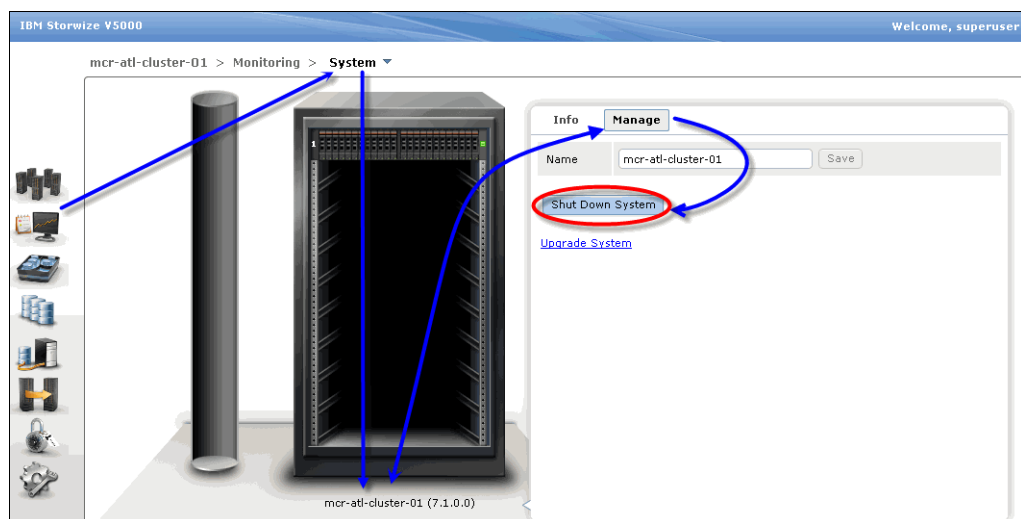 IBM Storwize V5000
Welcome, superuser
mcr-atl-cluster-01 > Monitoring > System
Info
Manage
Name
mcr-atl-cluster-01
Save
Shut Down System
Upgrade System
1
mcr-atl-cluster-01 (7.1.0.0)